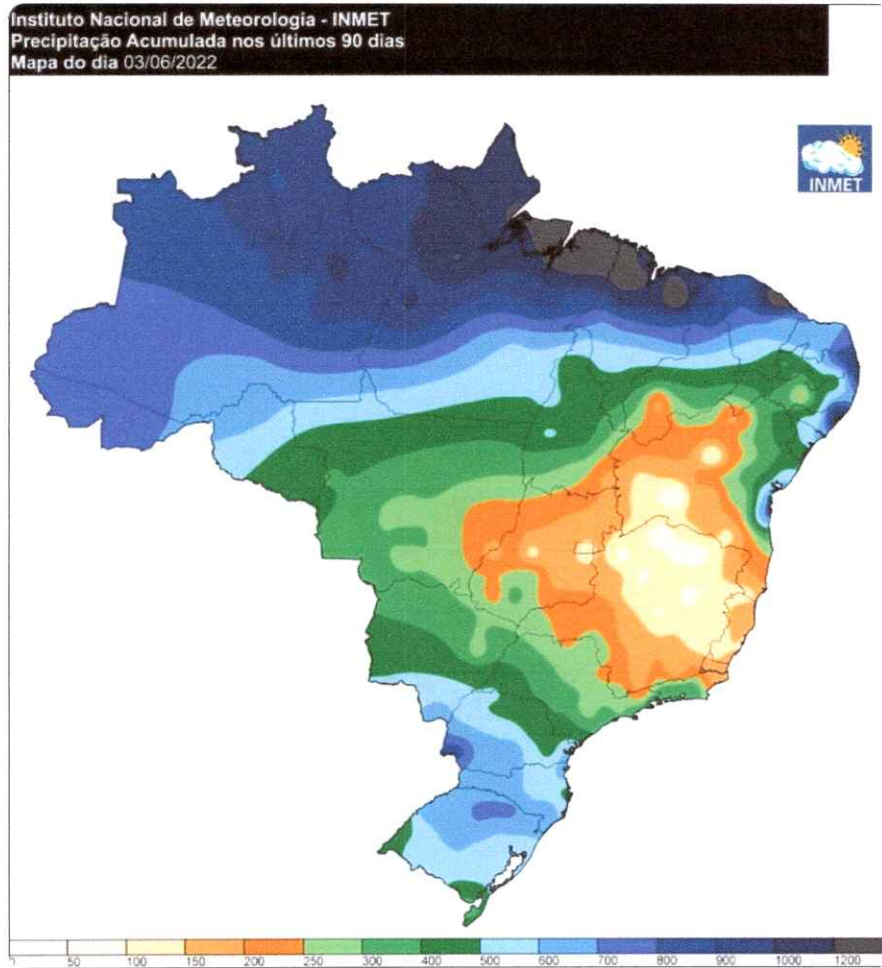 Instituto Nacional de Meteorologia - INMET
Precipitação Acumulada nos últimos 90 dias
Mapa do dia 03/06/2022
INMET
0 50 100 150 200 250 300 400 500 600 700 800 900 1000 1200